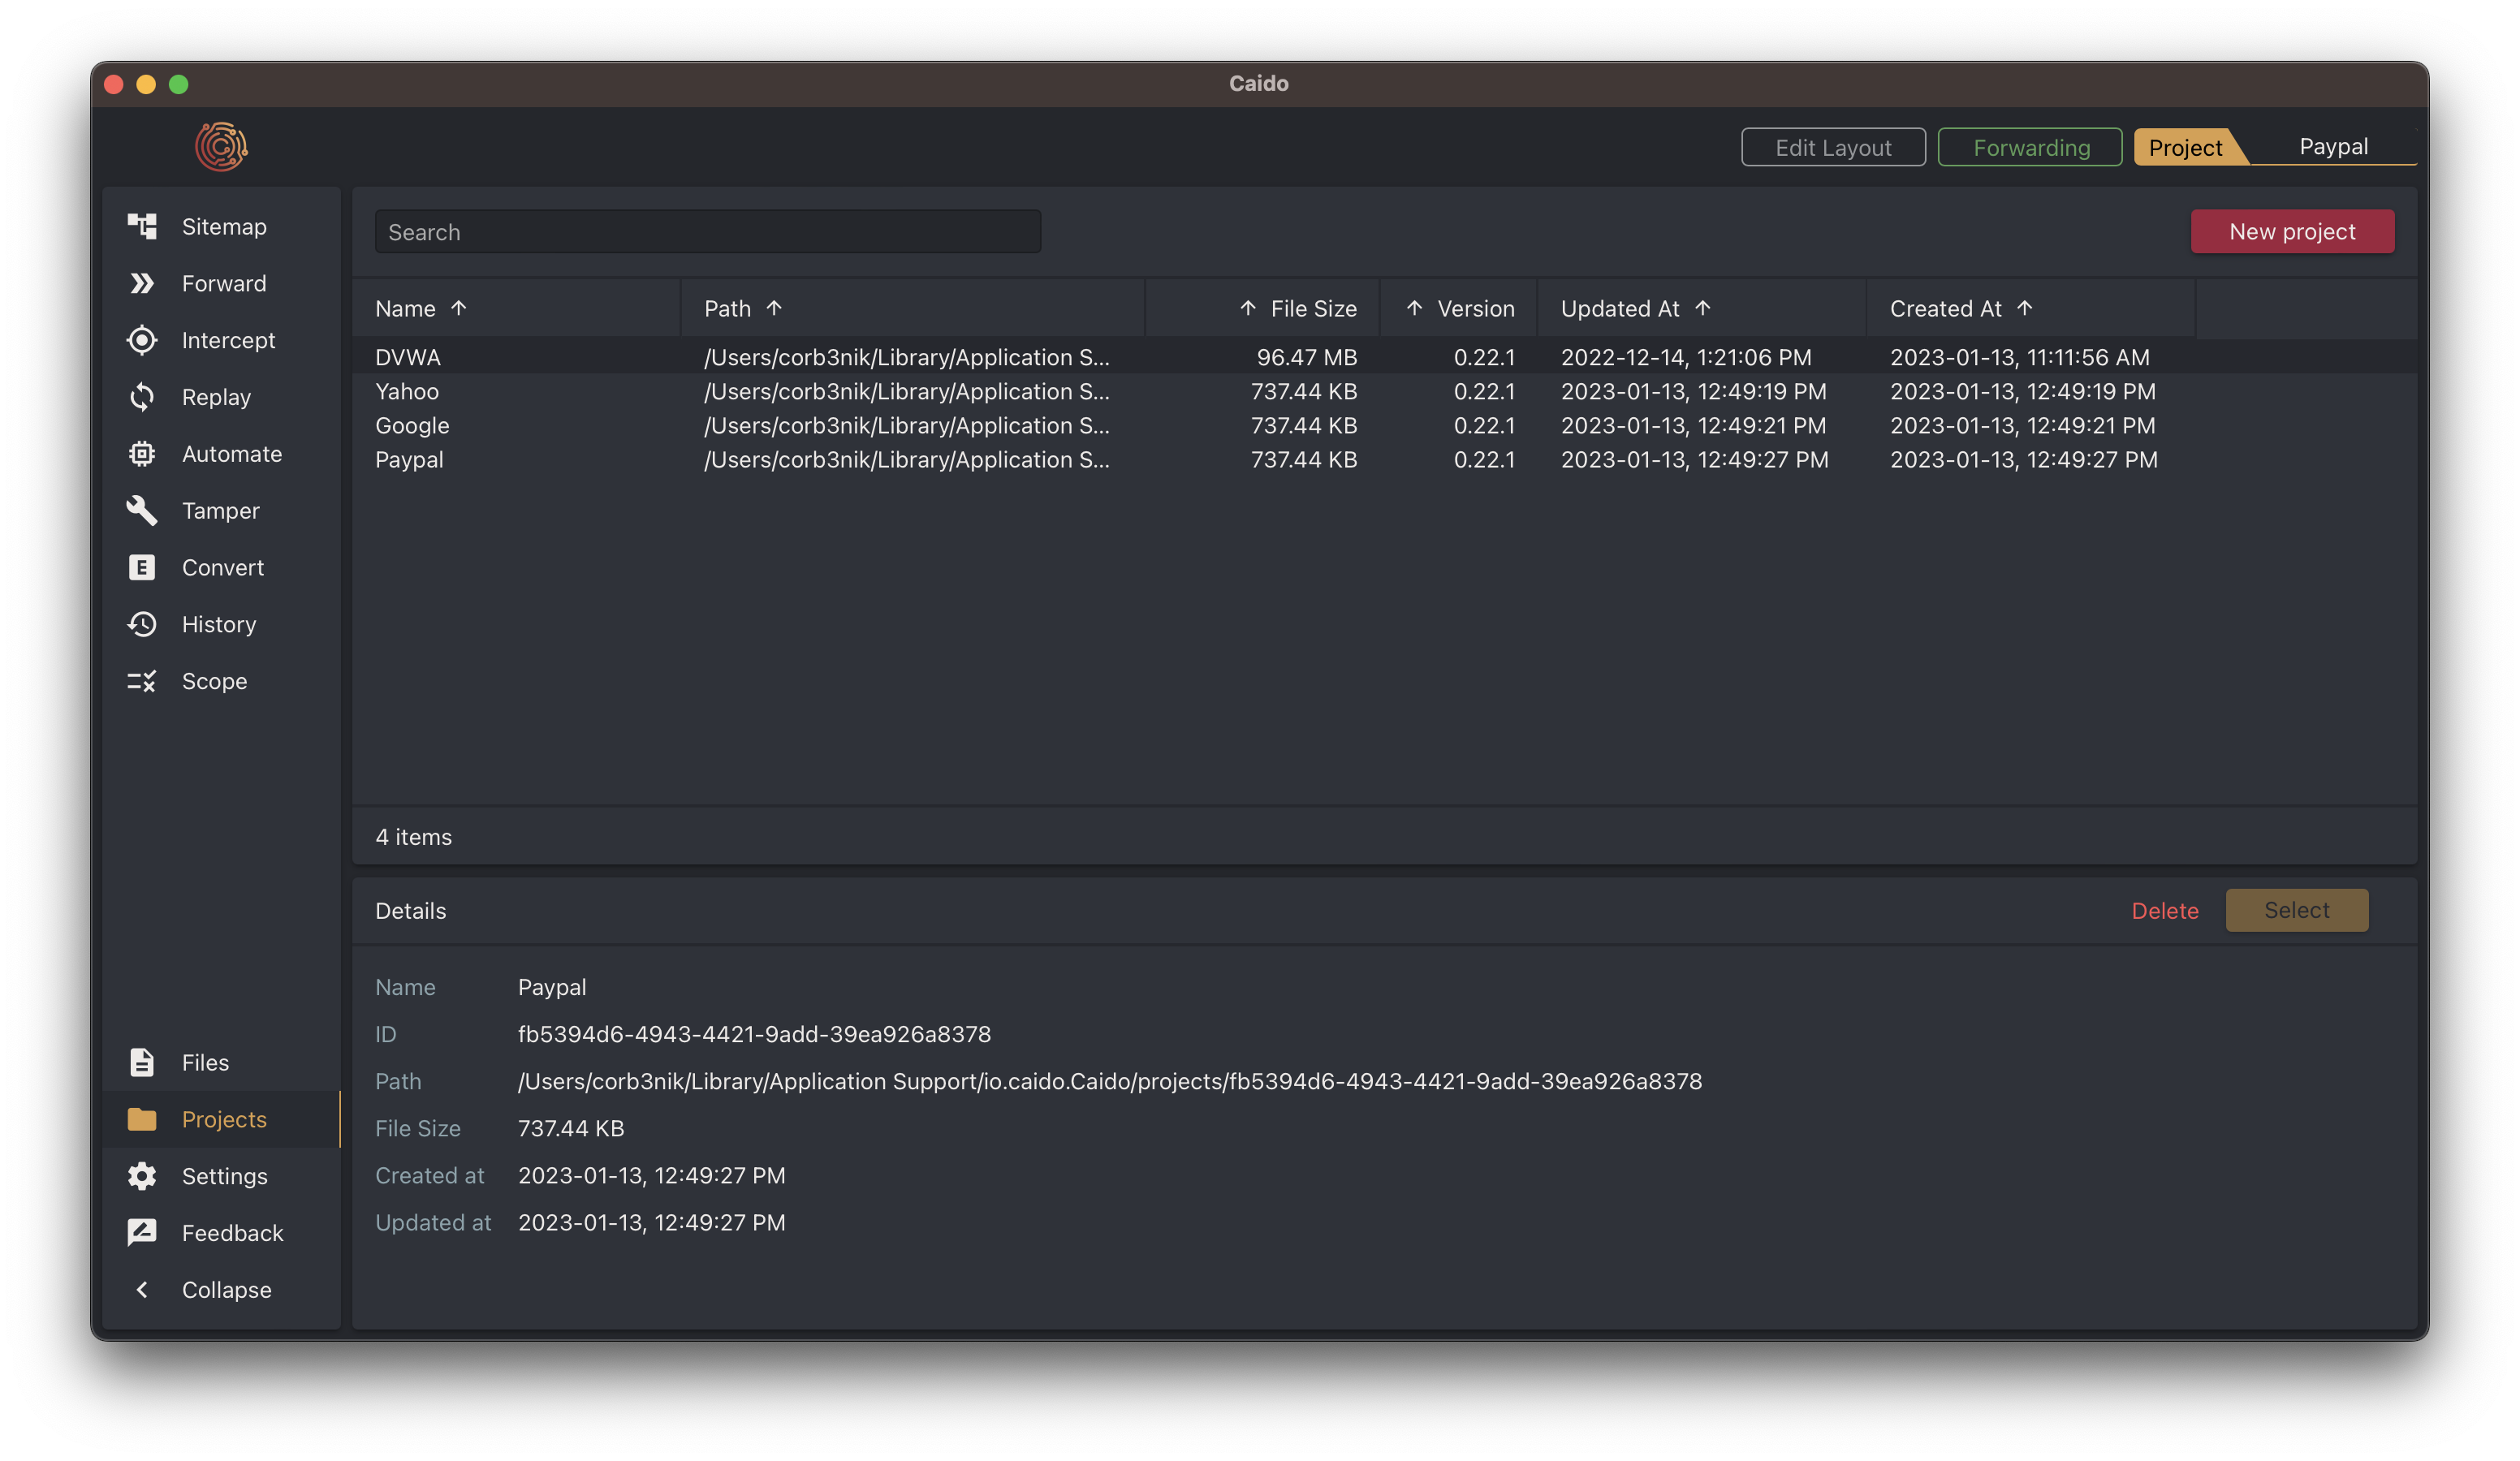 Caido
Edit Layout Forwarding Project Paypal
Sitemap
Forward
Intercept
Replay
Automate
Tamper
Convert
History
Scope
Files
Projects
Settings
Feedback
Collapse
Search New project
Name Path File Size Version Updated At Created At
DVWA /Users/corb3nik/Library/Application S... 96.47 MB 0.22.1 2022-12-14, 1:21:06 PM 2023-01-13, 11:11:56 AM
Yahoo /Users/corb3nik/Library/Application S... 737.44 KB 0.22.1 2023-01-13, 12:49:19 PM 2023-01-13, 12:49:19 PM
Google /Users/corb3nik/Library/Application S... 737.44 KB 0.22.1 2023-01-13, 12:49:21 PM 2023-01-13, 12:49:21 PM
Paypal /Users/corb3nik/Library/Application S... 737.44 KB 0.22.1 2023-01-13, 12:49:27 PM 2023-01-13, 12:49:27 PM
4 items
Details Delete Select
Name Paypal
ID fb5394d6-4943-4421-9add-39ea926a8378
Path /Users/corb3nik/Library/Application Support/io.caido.Caido/projects/fb5394d6-4943-4421-9add-39ea926a8378
File Size 737.44 KB
Created at 2023-01-13, 12:49:27 PM
Updated at 2023-01-13, 12:49:27 PM